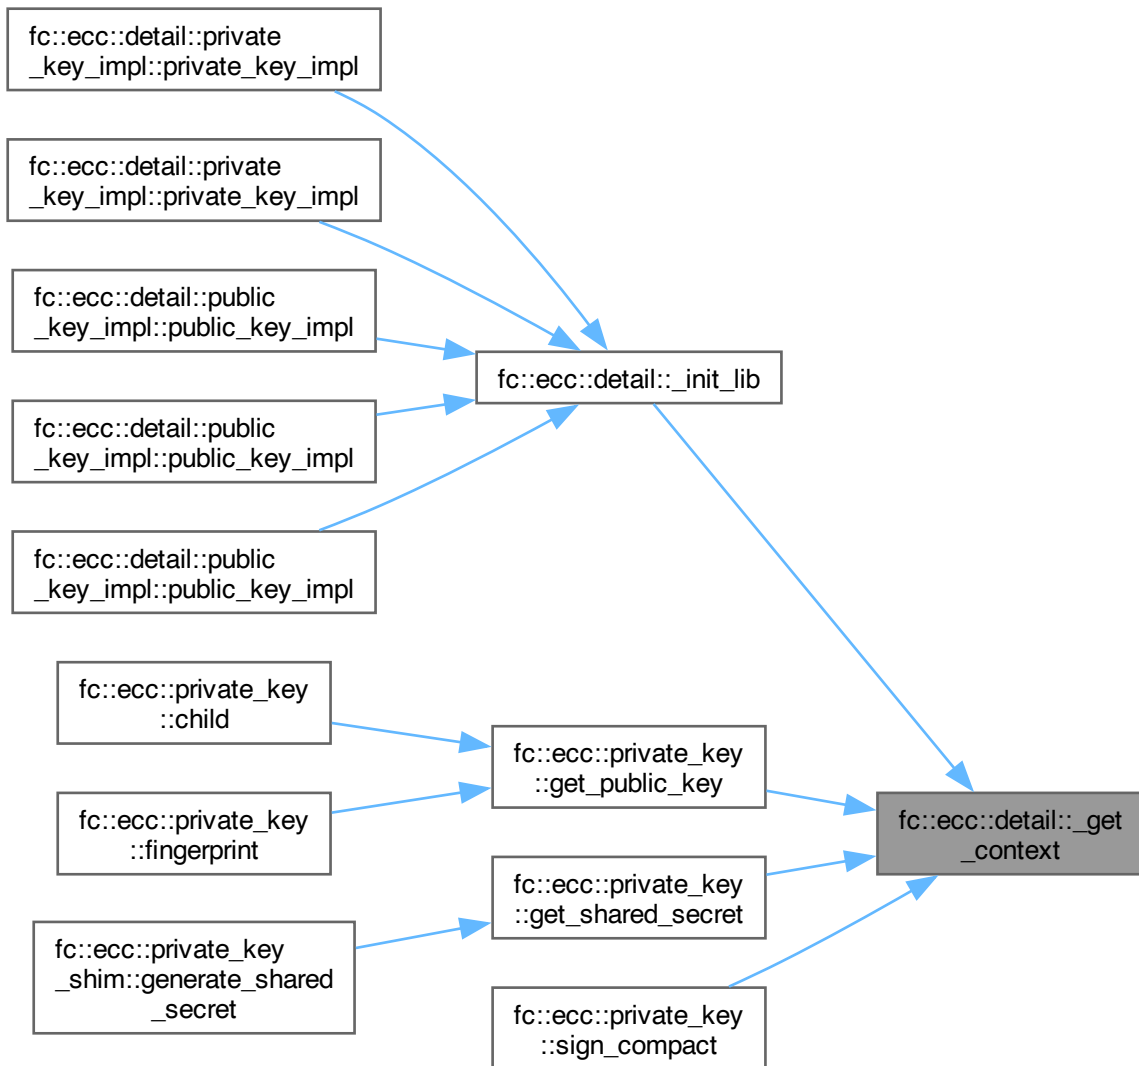 fc::ecc::detail::private
_key_impl::private_key_impl
fc::ecc::detail::private
_key_impl::private_key_impl
fc::ecc::detail::public
_key_impl::public_key_impl
fc::ecc::detail::_init_lib
fc::ecc::detail::public
_key_impl::public_key_impl
fc::ecc::detail::public
_key_impl::public_key_impl
fc::ecc::private_key
::child
fc::ecc::private_key
::get_public_key
fc::ecc::private_key
::fingerprint
fc::ecc::detail::_get
_context
fc::ecc::private_key
::get_shared_secret
fc::ecc::private_key
_shim::generate_shared
_secret
fc::ecc::private_key
::sign_compact